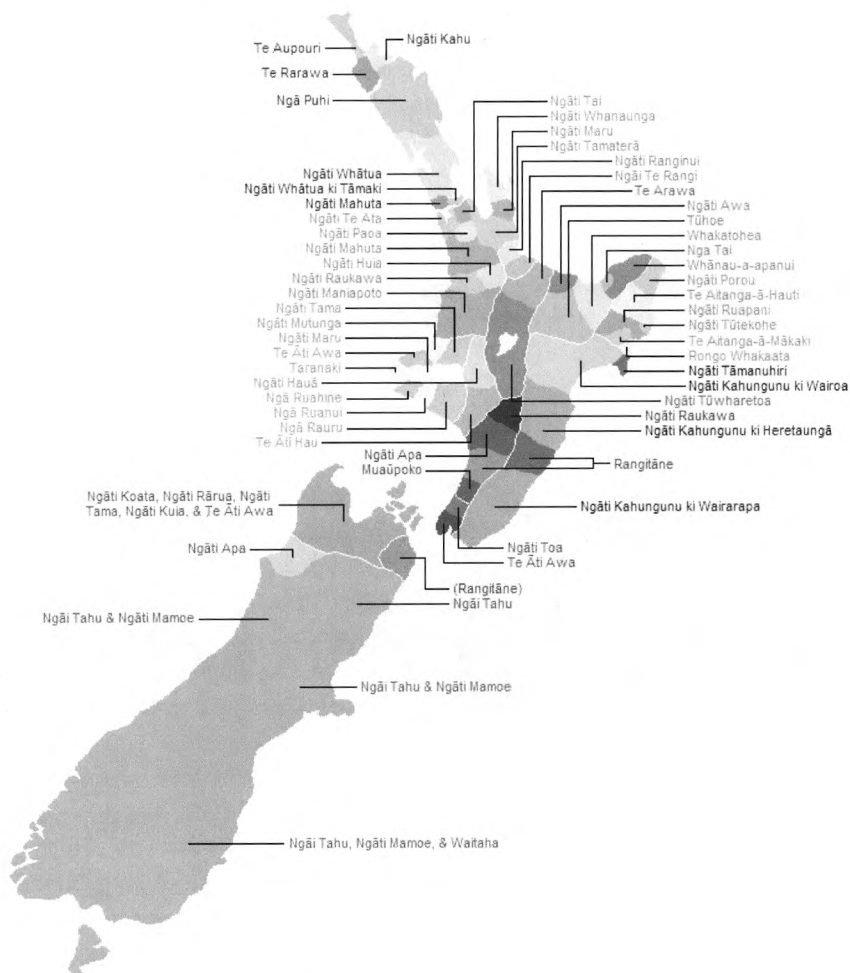 Ngāti Kahu
Te Aupouri
Te Rarawa
Ngā Puhi
Ngāti Tai
Ngāti Whanaunga
Ngāti Maru
Ngāti Tamaterā
Ngāti Ranginui
Ngāi Te Rangi
Te Arawa
Ngāti Awa
Tūhoe
Whakatohea
Nga Tai
Whānau-a-apanui
Ngāti Porou
Te Aitanga-ā-Hauti
Ngāti Ruapani
Ngāti Tūtekohe
Te Aitanga-ā-Mākaki
Rongo Whakaata
Ngāti Tāmanuhiri
Ngāti Kahungunu ki Wairoa
Ngāti Tūwharetoa
Ngāti Raukawa
Ngāti Kahungunu ki Heretaungā
Rangitāne
Ngāti Kahungunu ki Wairarapa
Ngāti Whātua
Ngāti Whātua ki Tāmaki
Ngāti Mahuta
Ngāti Te Ata
Ngāti Paoa
Ngāti Mahuta
Ngāti Huia
Ngāti Raukawa
Ngāti Maniapoto
Ngāti Tama
Ngāti Mutunga
Ngāti Maru
Te Āti Awa
Taranaki
Ngāti Hauā
Ngā Ruahine
Ngā Ruanui
Ngā Rauru
Te Āti Hau
Ngāti Apa
Muaūpoko
Ngāti Toa
Te Āti Awa
Ngāti Koata, Ngāti Rārua, Ngāti
Tama, Ngāti Kuia, & Te Āti Awa
Ngāti Apa
(Rangitāne)
Ngāi Tahu
Ngāi Tahu & Ngāti Mamoe
Ngāi Tahu & Ngāti Mamoe
Ngāi Tahu, Ngāti Mamoe, & Waitaha